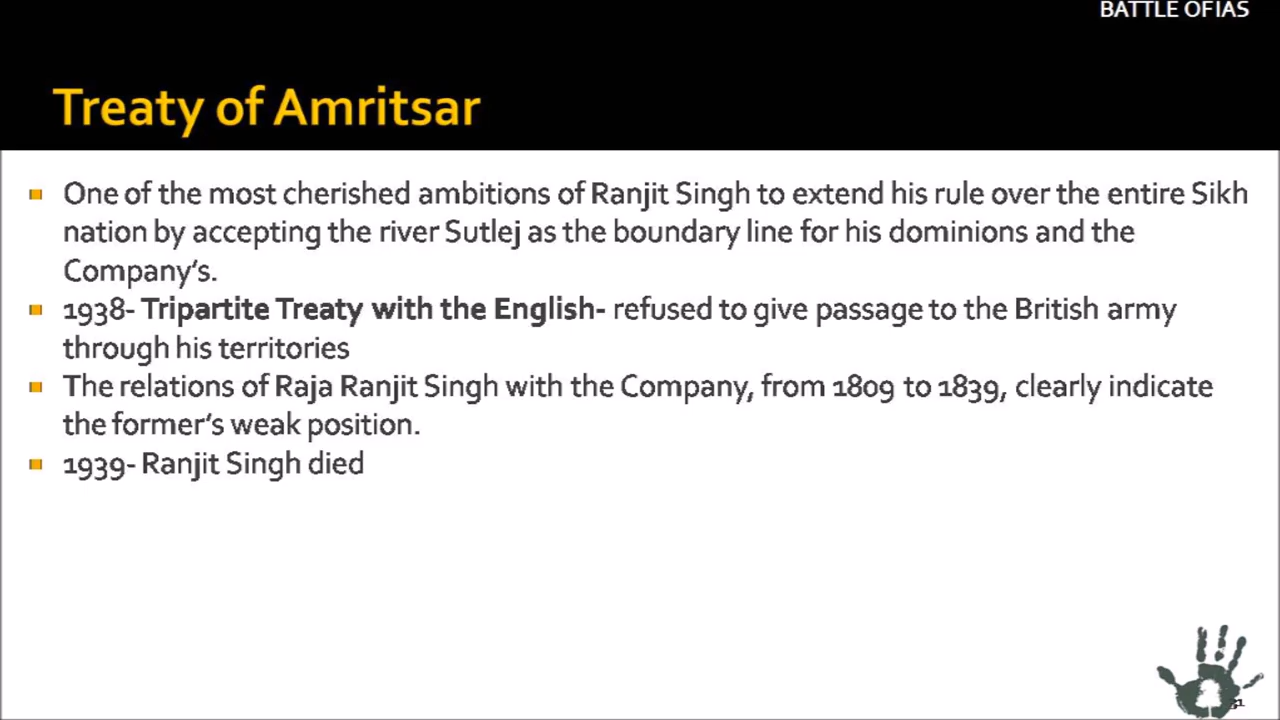 BATTLE OF IAS
Treaty of Amritsar
One of the most cherished ambitions of Ranjit Singh to extend his rule over the entire Sikh
nation by accepting the river Sutlej as the boundary line for his dominions and the
Company's.
1938- Tripartite Treaty with the English- refused to give passage to the British army
through his territories
The relations of Raja Ranjit Singh with the Company, from 1809 to 1839, clearly indicate
the former's weak position.
1939- Ranjit Singh died